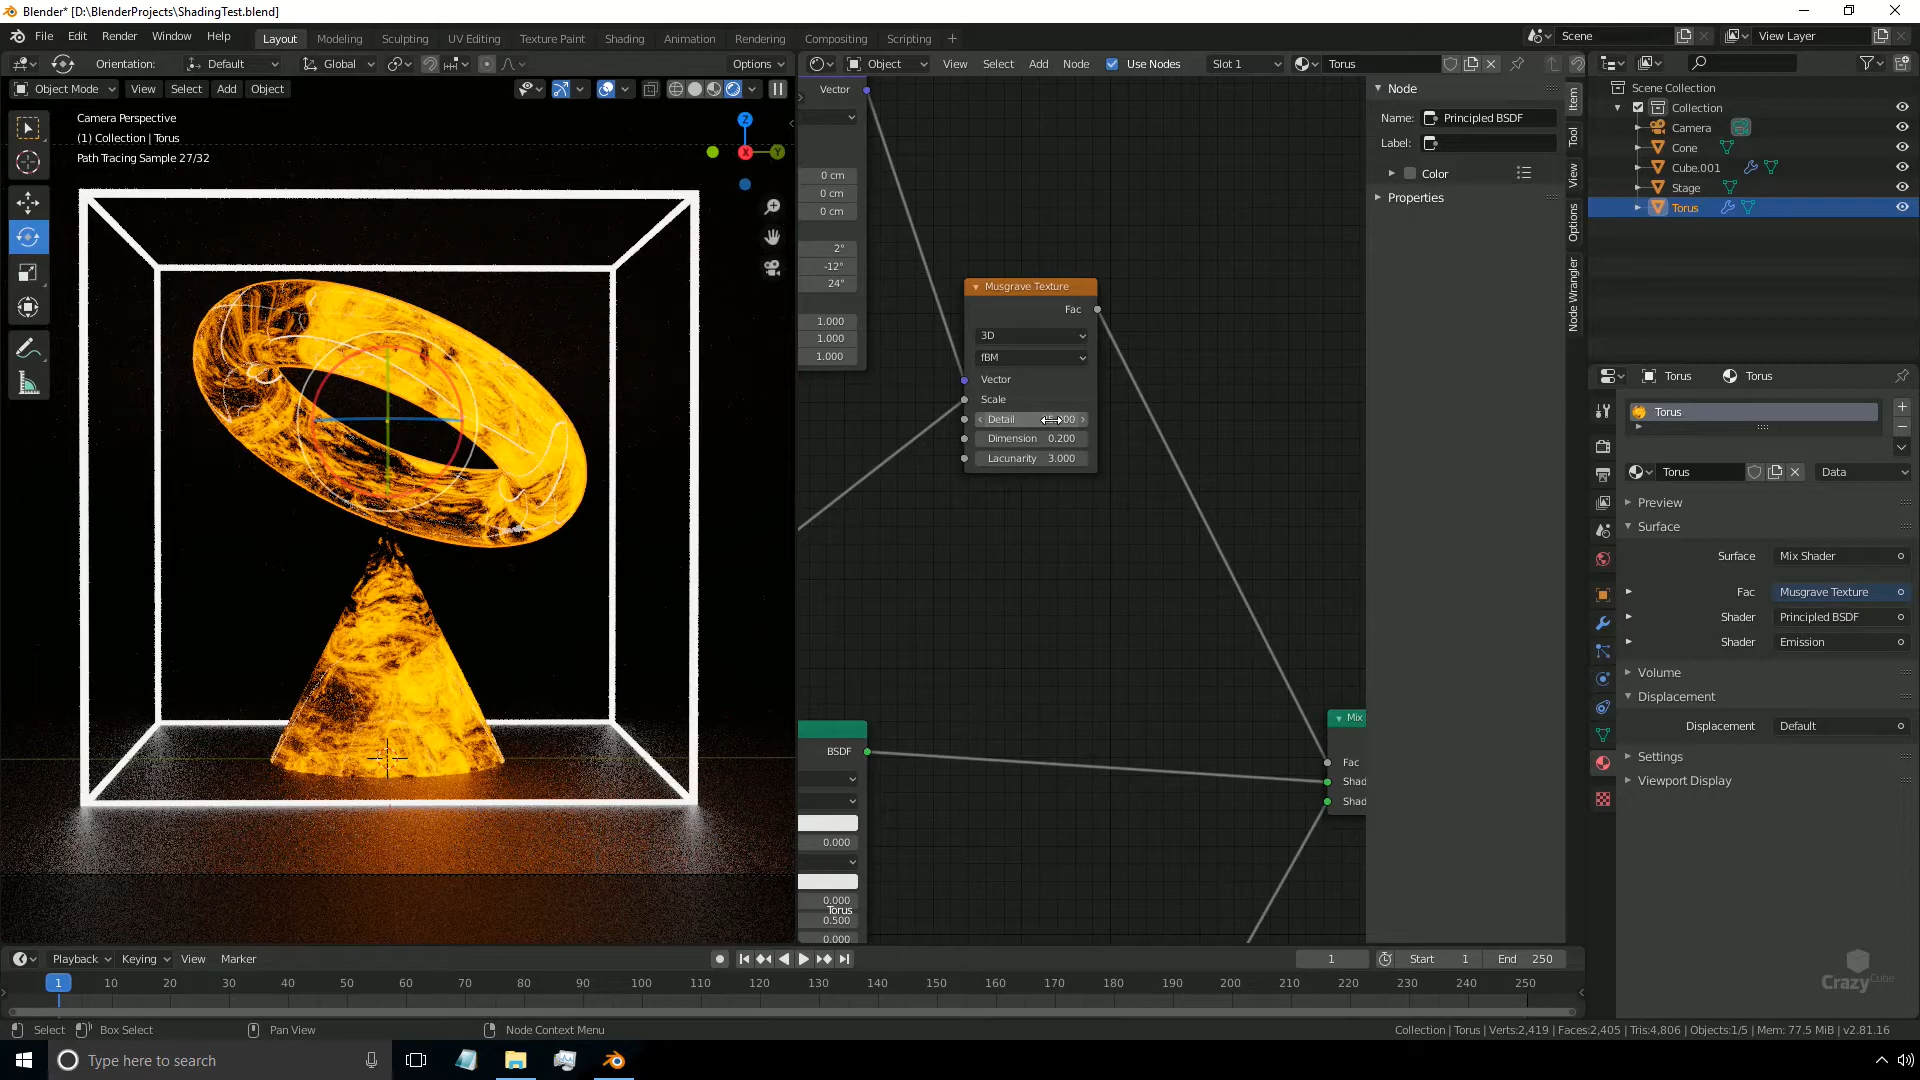 Blender* [D:\BlenderProjects\ShadingTest.blend]
File Edit Render Window Help
Layout Modeling Sculpting UV Editing Texture Paint Shading Animation Rendering Compositing Scripting
Scene
View Layer
Orientation: Default Global Options
Object View Select Add Node Use Nodes Slot 1 Torus
Object Mode View Select Add Object
Camera Perspective
(1) Collection | Torus
Path Tracing Sample 27/32
Z
X
Y
Vector
0 cm
0 cm
0 cm
2°
-12°
24°
1.000
1.000
1.000
Musgrave Texture
Fac
3D
fBM
Vector
Scale
Detail
Dimension 0.200
Lacunarity 3.000
BSDF
0.000
0.000
Torus
0.500
0.000
Mix
Fac
Shad
Shad
Node
Name: Principled BSDF
Label:
Color
Properties
Item
Tool
View
Options
Node Wrangler
Scene Collection
Collection
Camera
Cone
Cube.001
Stage
Torus
Torus Torus
Torus
Torus Data
Preview
Surface
Surface Mix Shader
Fac Musgrave Texture
Shader Principled BSDF
Shader Emission
Volume
Displacement
Displacement Default
Settings
Viewport Display
CrazyCube
Playback Keying View Marker
1 Start 1 End 250
1 10 20 30 40 50 60 70 80 90 100 110 120 130 140 150 160 170 180 190 200 210 220 230 240 250
Select Box Select Pan View Node Context Menu
Collection | Torus | Verts:2,419 | Faces:2,405 | Tris:4,806 | Objects:1/5 | Mem: 77.5 MiB | v2.81.16
Type here to search